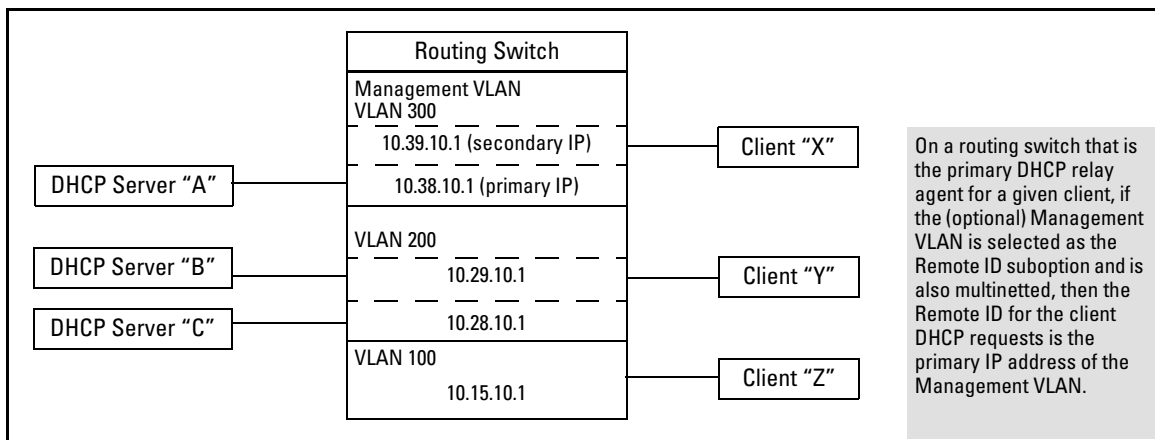 Routing Switch
Management VLAN
VLAN 300
10.39.10.1 (secondary IP)
10.38.10.1 (primary IP)
VLAN 200
10.29.10.1
10.28.10.1
VLAN 100
10.15.10.1
DHCP Server “A”
DHCP Server “B”
DHCP Server “C”
Client “X”
Client “Y”
Client “Z”
On a routing switch that is
the primary DHCP relay
agent for a given client, if
the (optional) Management
VLAN is selected as the
Remote ID suboption and is
also multinetted, then the
Remote ID for the client
DHCP requests is the
primary IP address of the
Management VLAN.